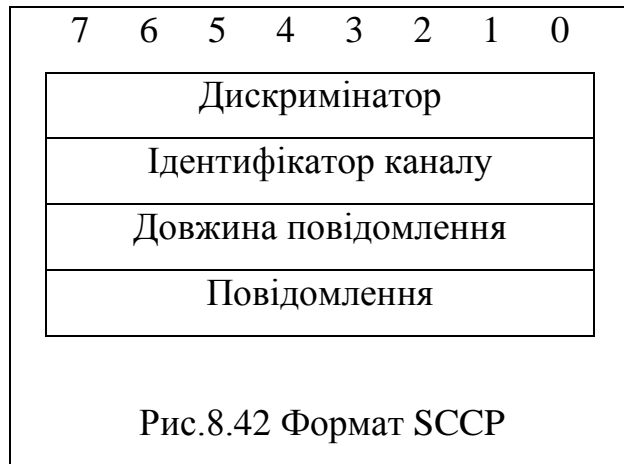 7 6 5 4 3 2 1 0
Дискримінатор
Ідентифікатор каналу
Довжина повідомлення
Повідомлення
Рис.8.42 Формат SCCP